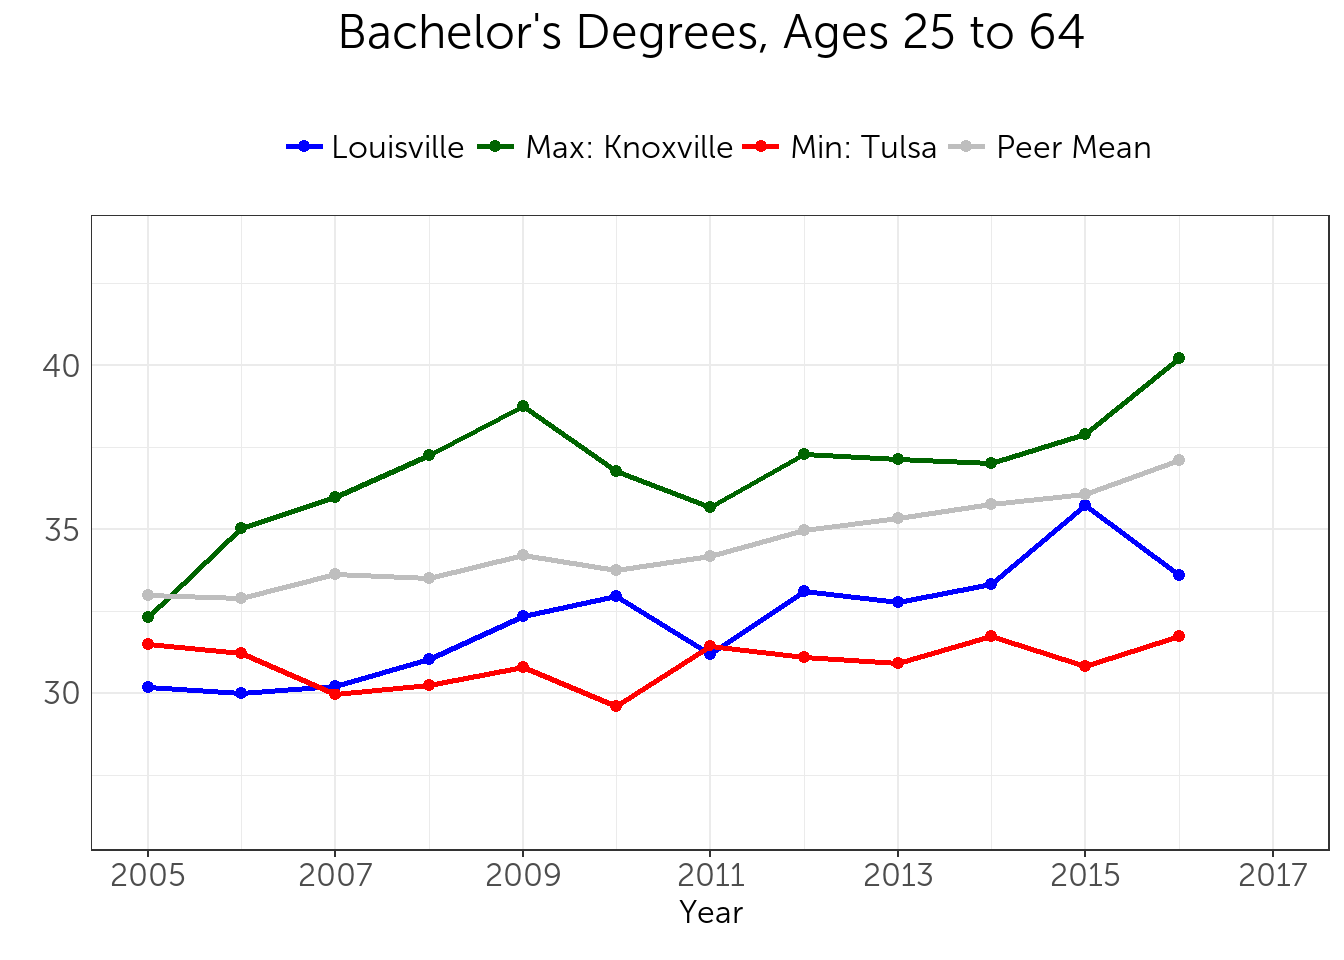 Bachelor's Degrees, Ages 25 to 64
Louisville Max: Knoxville Min: Tulsa Peer Mean
40
35
30
2005 2007 2009 2011 2013 2015 2017
Year